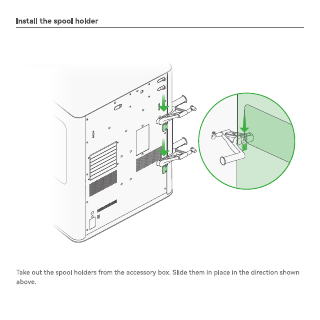 Install the spool holder
Take out the spool holders from the accessory box. Slide them in place in the direction shown
above.